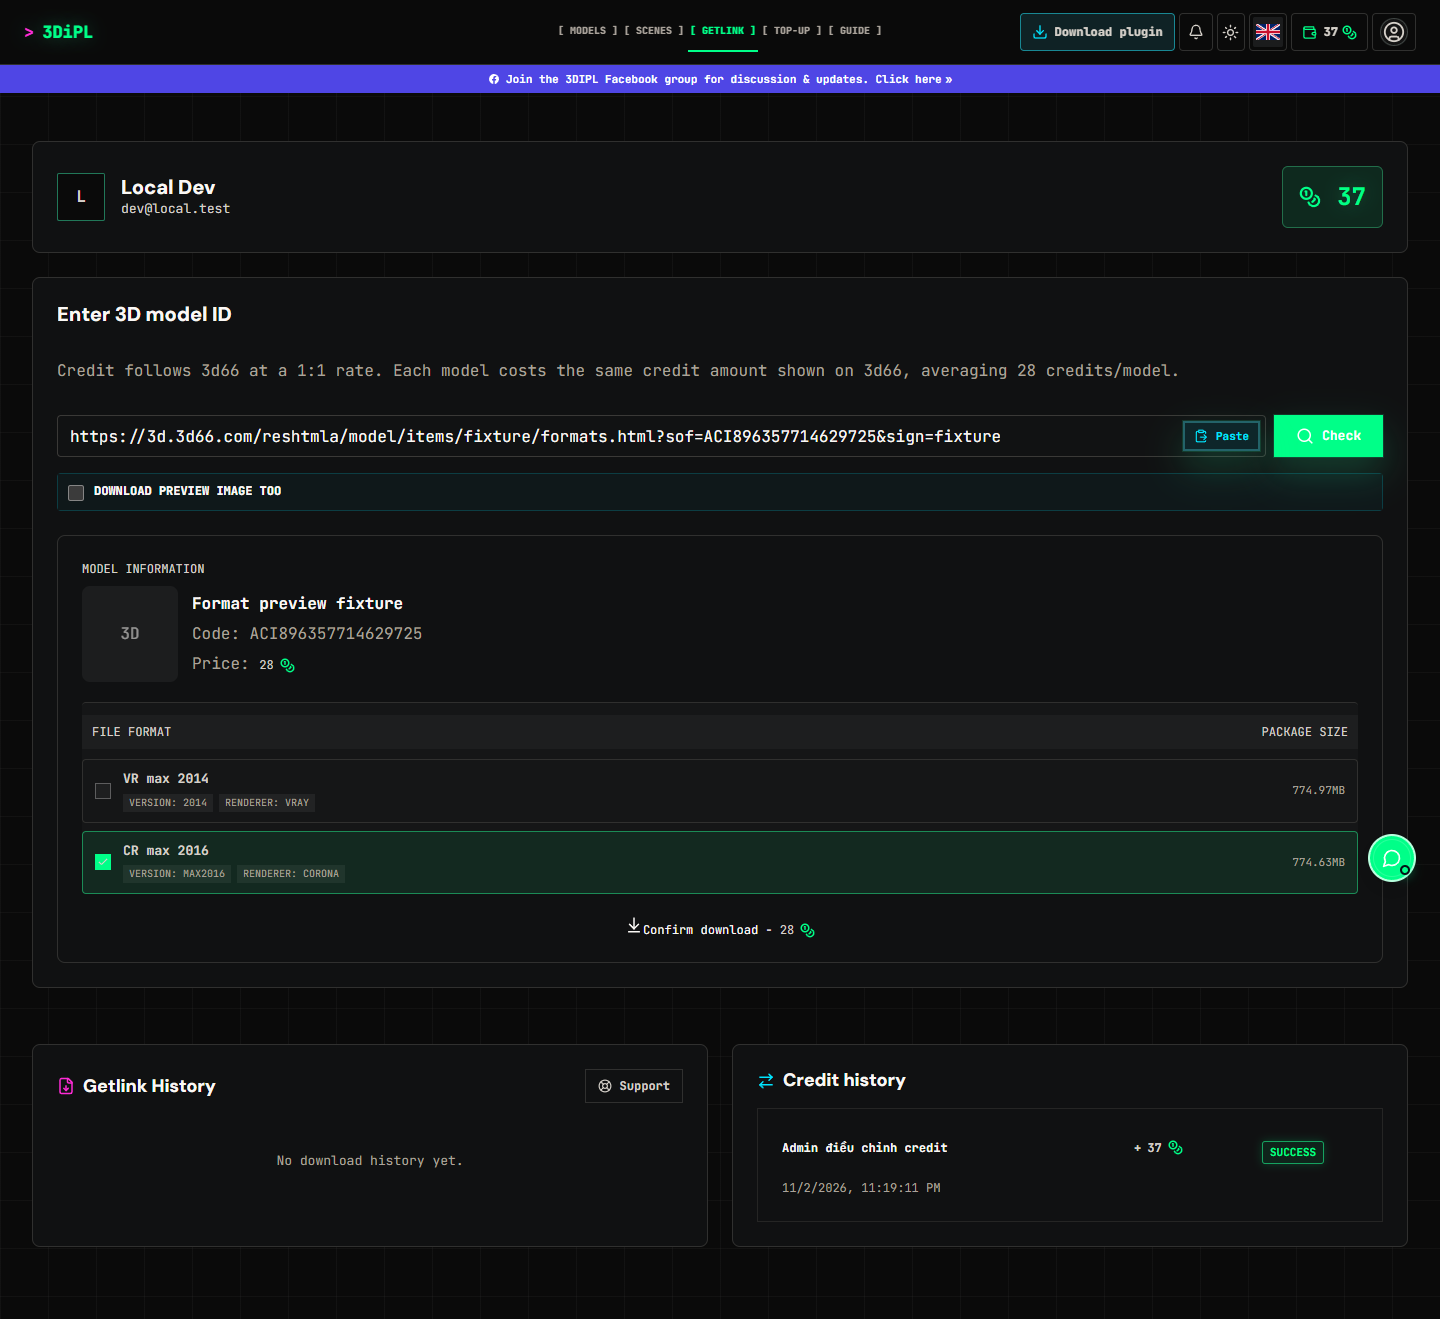 > 3DiPL
[ MODELS ] [ SCENES ] [ GETLINK ] [ TOP-UP ] [ GUIDE ]
Download plugin
37
Join the 3DIPL Facebook group for discussion & updates. Click here »
L
Local Dev
dev@local.test
37
Enter 3D model ID
Credit follows 3d66 at a 1:1 rate. Each model costs the same credit amount shown on 3d66, averaging 28 credits/model.
https://3d.3d66.com/reshtmla/model/items/fixture/formats.html?sof=ACI896357714629725&sign=fixture
Paste
Check
DOWNLOAD PREVIEW IMAGE TOO
MODEL INFORMATION
3D
Format preview fixture
Code: ACI896357714629725
Price: 28
FILE FORMAT PACKAGE SIZE
VR max 2014
VERSION: 2014 RENDERER: VRAY
774.97MB
CR max 2016
VERSION: MAX2016 RENDERER: CORONA
774.63MB
Confirm download - 28
Getlink History
Support
No download history yet.
Credit history
Admin điều chỉnh credit
+ 37
SUCCESS
11/2/2026, 11:19:11 PM